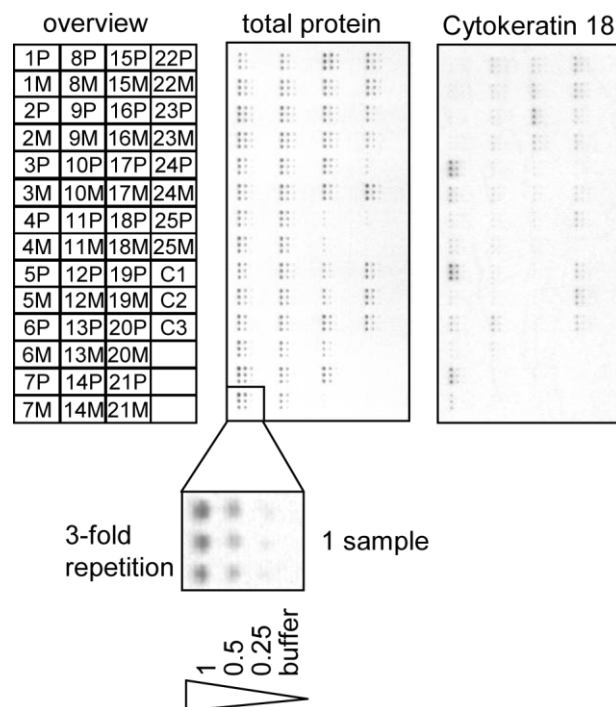 overview total protein Cytokeratin 18
1P 8P 15P 22P
1M 8M 15M 22M
2P 9P 16P 23P
2M 9M 16M 23M
3P 10P 17P 24P
3M 10M 17M 24M
4P 11P 18P 25P
4M 11M 18M 25M
5P 12P 19P C1
5M 12M 19M C2
6P 13P 20P C3
6M 13M 20M
7P 14P 21P
7M 14M 21M
3-fold
repetition
1 sample
1
0.5
0.25
buffer